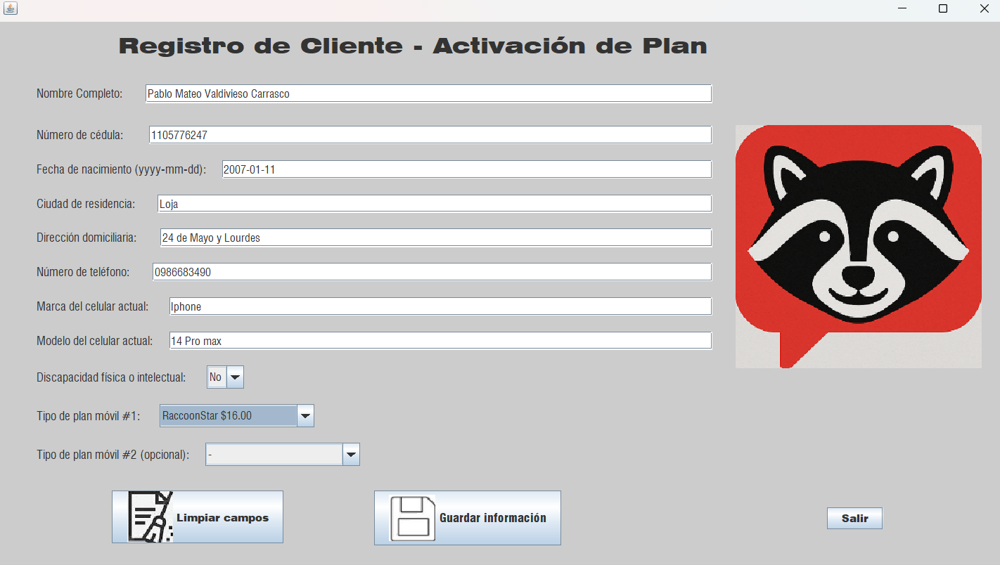 Registro de Cliente - Activación de Plan
Nombre Completo: Pablo Mateo Valdivieso Carrasco
Número de cédula: 1105776247
Fecha de nacimiento (yyyy-mm-dd): 2007-01-11
Ciudad de residencia: Loja
Dirección domiciliaria: 24 de Mayo y Lourdes
Número de teléfono: 0986683490
Marca del celular actual: Iphone
Modelo del celular actual: 14 Pro max
Discapacidad física o intelectual: No
Tipo de plan móvil #1: RaccoonStar $16.00
Tipo de plan móvil #2 (opcional): -
Limpiar campos Guardar información Salir